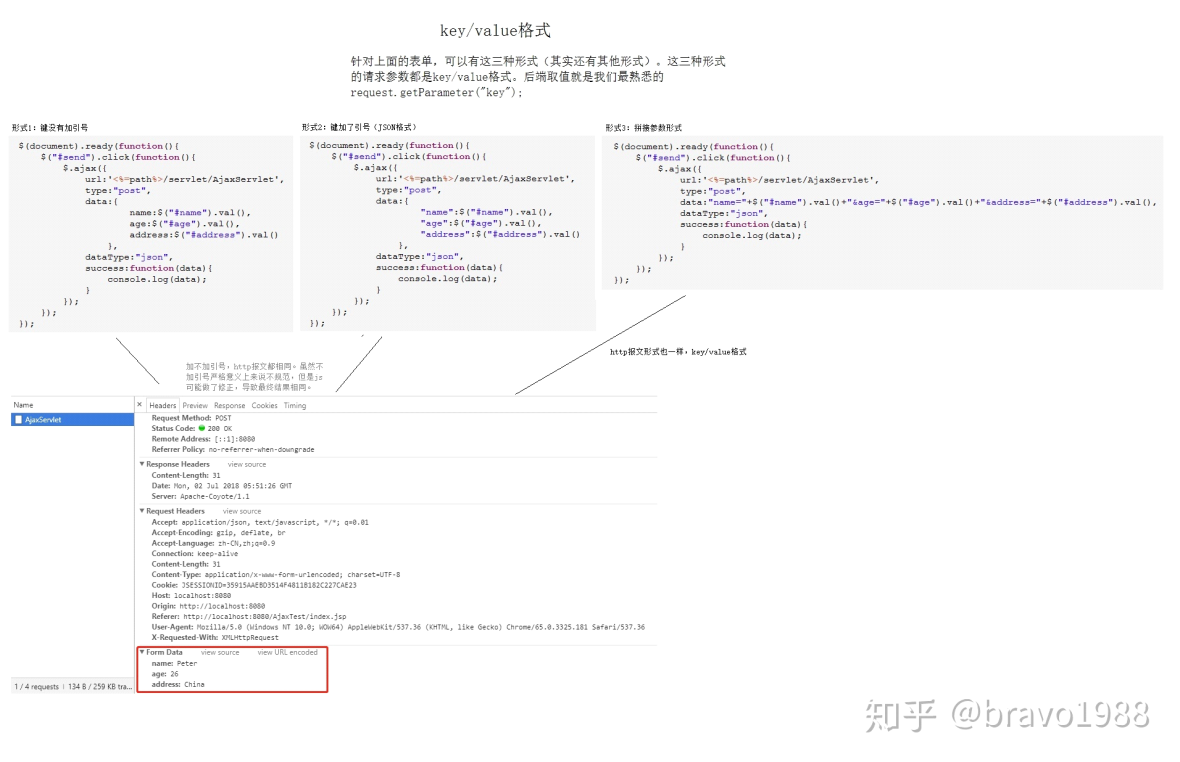 key/value格式
针对上面的表单，可以有这三种形式（其实还有其他形式）。这三种形式
的请求参数都是key/value格式。后端取值就是我们最熟悉的
request.getParameter("key");
形式1：键没有加引号
$(document).ready(function(){
$("#send").click(function(){
$.ajax({
url:'<%=path%>/servlet/AjaxServlet',
type:"post",
data:{
name:$("#name").val(),
age:$("#age").val(),
address:$("#address").val()
},
dataType:"json",
success:function(data){
console.log(data);
}
});
});
});
形式2：键加了引号（JSON格式）
$(document).ready(function(){
$("#send").click(function(){
$.ajax({
url:'<%=path%>/servlet/AjaxServlet',
type:"post",
data:{
"name":$("#name").val(),
"age":$("#age").val(),
"address":$("#address").val()
},
dataType:"json",
success:function(data){
console.log(data);
}
});
});
});
形式3：拼接参数形式
$(document).ready(function(){
$("#send").click(function(){
$.ajax({
url:'<%=path%>/servlet/AjaxServlet',
type:"post",
data:"name="+$("#name").val()+"&age="+$("#age").val()+"&address="+$("#address").val(),
dataType:"json",
success:function(data){
console.log(data);
}
});
});
});
加不加引号，http报文都相同。虽然不
加引号严格意义上来说不规范，但是js
可能做了修正，导致最终结果相同。
http报文形式也一样，key/value格式
Name
AjaxServlet
× Headers Preview Response Cookies Timing
Request Method: POST
Status Code: 200 OK
Remote Address: [::1]:8080
Referrer Policy: no-referrer-when-downgrade
▼ Response Headers view source
Content-Length: 31
Date: Mon, 02 Jul 2018 05:51:26 GMT
Server: Apache-Coyote/1.1
▼ Request Headers view source
Accept: application/json, text/javascript, */*; q=0.01
Accept-Encoding: gzip, deflate, br
Accept-Language: zh-CN,zh;q=0.9
Connection: keep-alive
Content-Length: 31
Content-Type: application/x-www-form-urlencoded; charset=UTF-8
Cookie: JSESSIONID=35915AAEBD3514F4811B182C227CAE23
Host: localhost:8080
Origin: http://localhost:8080
Referer: http://localhost:8080/AjaxTest/index.jsp
User-Agent: Mozilla/5.0 (Windows NT 10.0; WOW64) AppleWebKit/537.36 (KHTML, like Gecko) Chrome/65.0.3325.181 Safari/537.36
X-Requested-With: XMLHttpRequest
▼ Form Data view source view URL encoded
name: Peter
age: 26
address: China
1 / 4 requests | 134 B / 259 KB tra...
知乎 @bravo1988